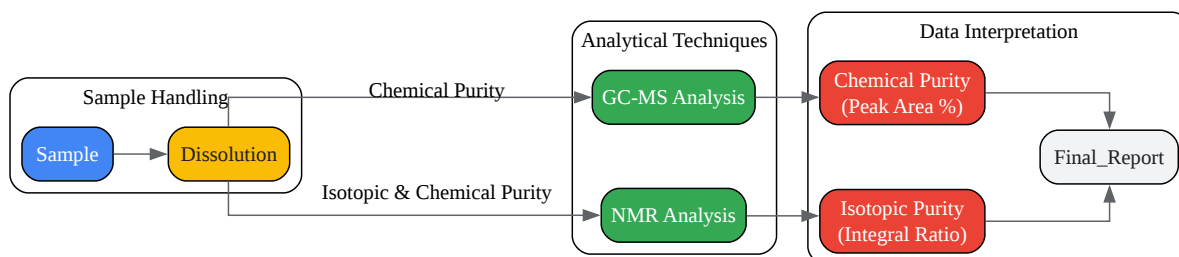 Sample Handling
Sample
Dissolution
Chemical Purity
Isotopic & Chemical Purity
Analytical Techniques
GC-MS Analysis
NMR Analysis
Data Interpretation
Chemical Purity
(Peak Area %)
Isotopic Purity
(Integral Ratio)
Final_Report